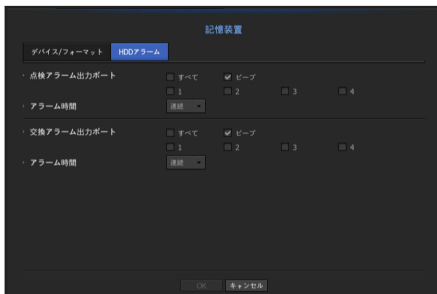 記憶装置
デバイス/フォーマット HDDアラーム
· 点検アラーム出力ポート すべて ビープ
1 2 3 4
· アラーム時間 連続
· 交換アラーム出力ポート すべて ビープ
1 2 3 4
· アラーム時間 連続
OK キャンセル